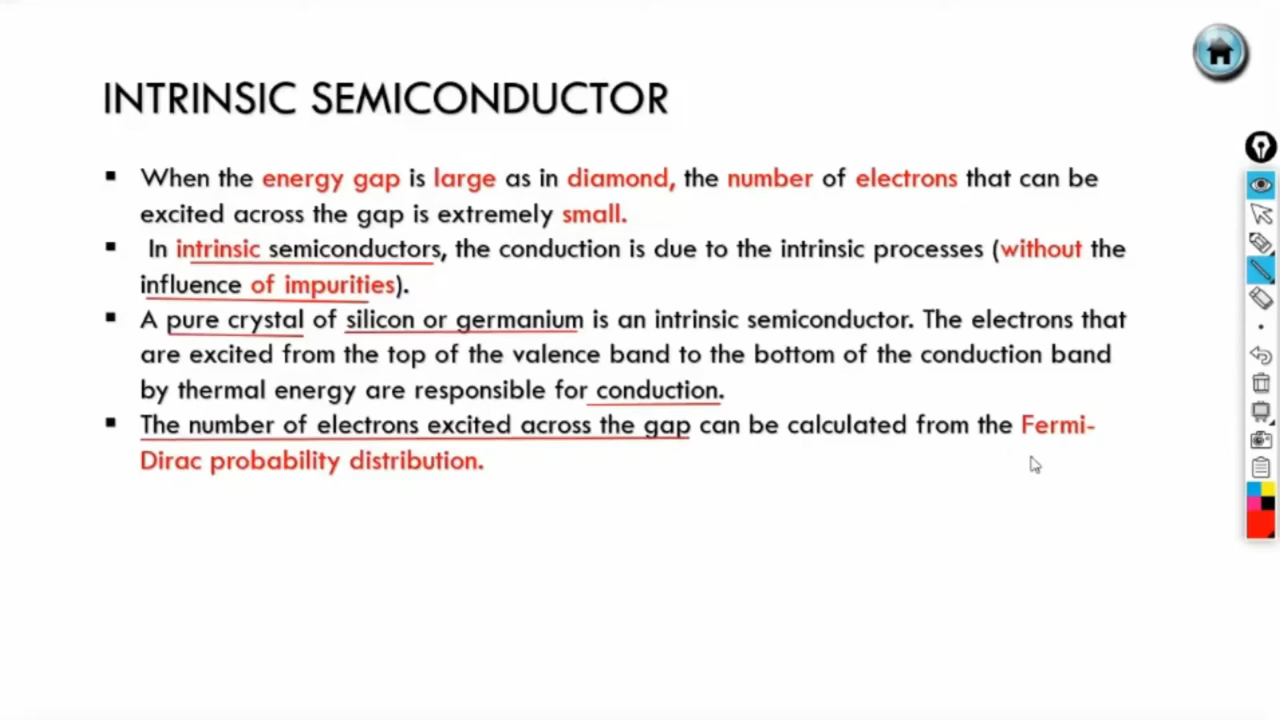 INTRINSIC SEMICONDUCTOR
▪ When the energy gap is large as in diamond, the number of electrons that can be
excited across the gap is extremely small.
▪ In intrinsic semiconductors, the conduction is due to the intrinsic processes (without the
influence of impurities).
▪ A pure crystal of silicon or germanium is an intrinsic semiconductor. The electrons that
are excited from the top of the valence band to the bottom of the conduction band
by thermal energy are responsible for conduction.
▪ The number of electrons excited across the gap can be calculated from the Fermi-
Dirac probability distribution.